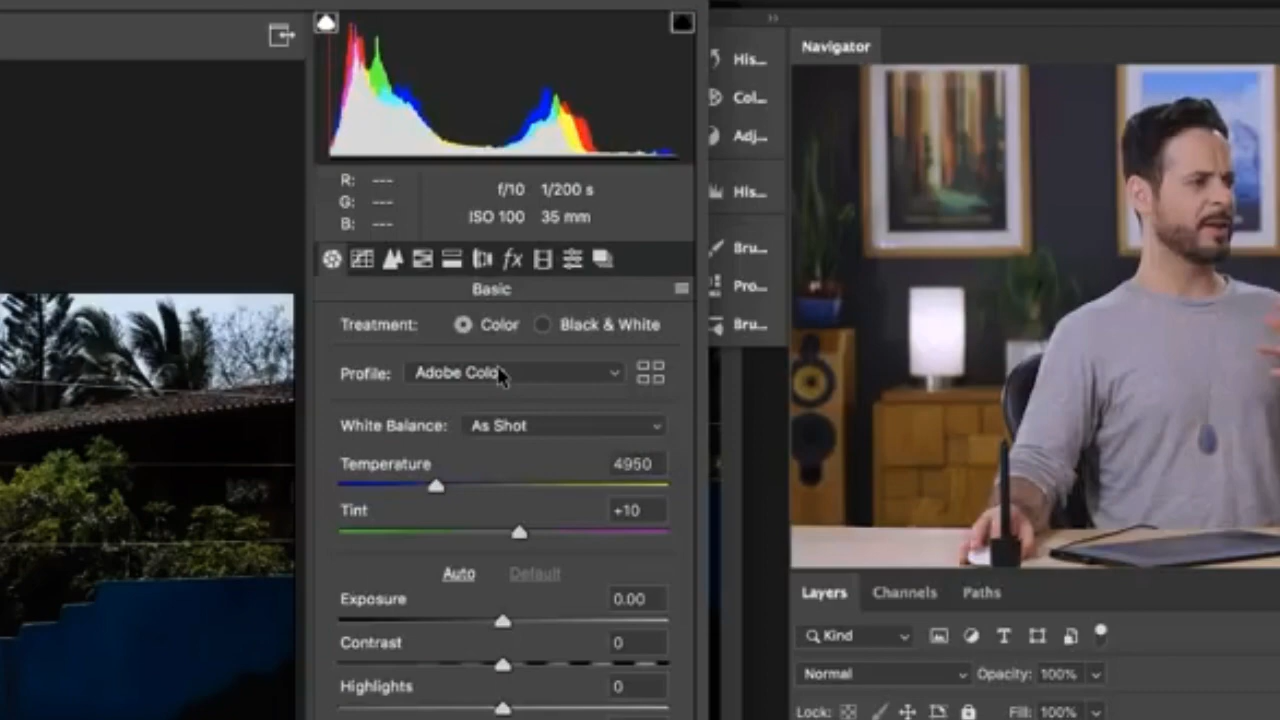 R: ---
G: ---
B: ---
f/10 1/200 s
ISO 100 35 mm
fx
Basic
Treatment: Color Black & White
Profile: Adobe Colo
White Balance: As Shot
Temperature 4950
Tint +10
Auto Default
Exposure 0.00
Contrast 0
Highlights 0
His...
Col...
Adj...
His...
Bru...
Pro...
Bru...
Navigator
Layers Channels Paths
Kind
Normal Opacity: 100%
Lock: Fill: 100%